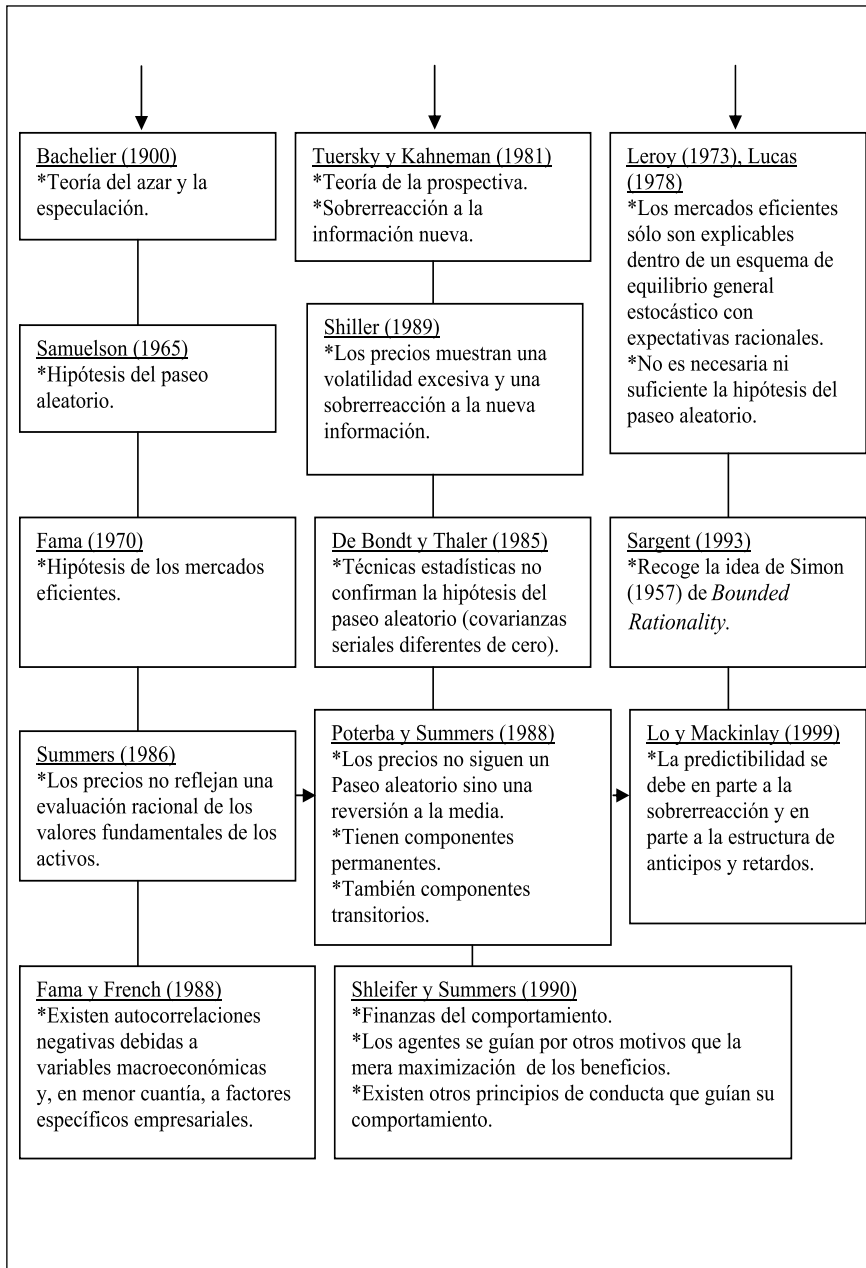 Bachelier (1900)
*Teoría del azar y la
especulación.
Samuelson (1965)
*Hipótesis del paseo
aleatorio.
Fama (1970)
*Hipótesis de los mercados
eficientes.
Summers (1986)
*Los precios no reflejan una
evaluación racional de los
valores fundamentales de los
activos.
Fama y French (1988)
*Existen autocorrelaciones
negativas debidas a
variables macroeconómicas
y, en menor cuantía, a factores
específicos empresariales.
Tuersky y Kahneman (1981)
*Teoría de la prospectiva.
*Sobrerreacción a la
información nueva.
Shiller (1989)
*Los precios muestran una
volatilidad excesiva y una
sobrerreacción a la nueva
información.
De Bondt y Thaler (1985)
*Técnicas estadísticas no
confirman la hipótesis del
paseo aleatorio (covarianzas
seriales diferentes de cero).
Poterba y Summers (1988)
*Los precios no siguen un
Paseo aleatorio sino una
reversión a la media.
*Tienen componentes
permanentes.
*También componentes
transitorios.
Shleifer y Summers (1990)
*Finanzas del comportamiento.
*Los agentes se guían por otros motivos que la
mera maximización de los beneficios.
*Existen otros principios de conducta que guían su
comportamiento.
Leroy (1973), Lucas
(1978)
*Los mercados eficientes
sólo son explicables
dentro de un esquema de
equilibrio general
estocástico con
expectativas racionales.
*No es necesaria ni
suficiente la hipótesis del
paseo aleatorio.
Sargent (1993)
*Recoge la idea de Simon
(1957) de Bounded
Rationality.
Lo y Mackinlay (1999)
*La predictibilidad se
debe en parte a la
sobrerreacción y en
parte a la estructura de
anticipos y retardos.